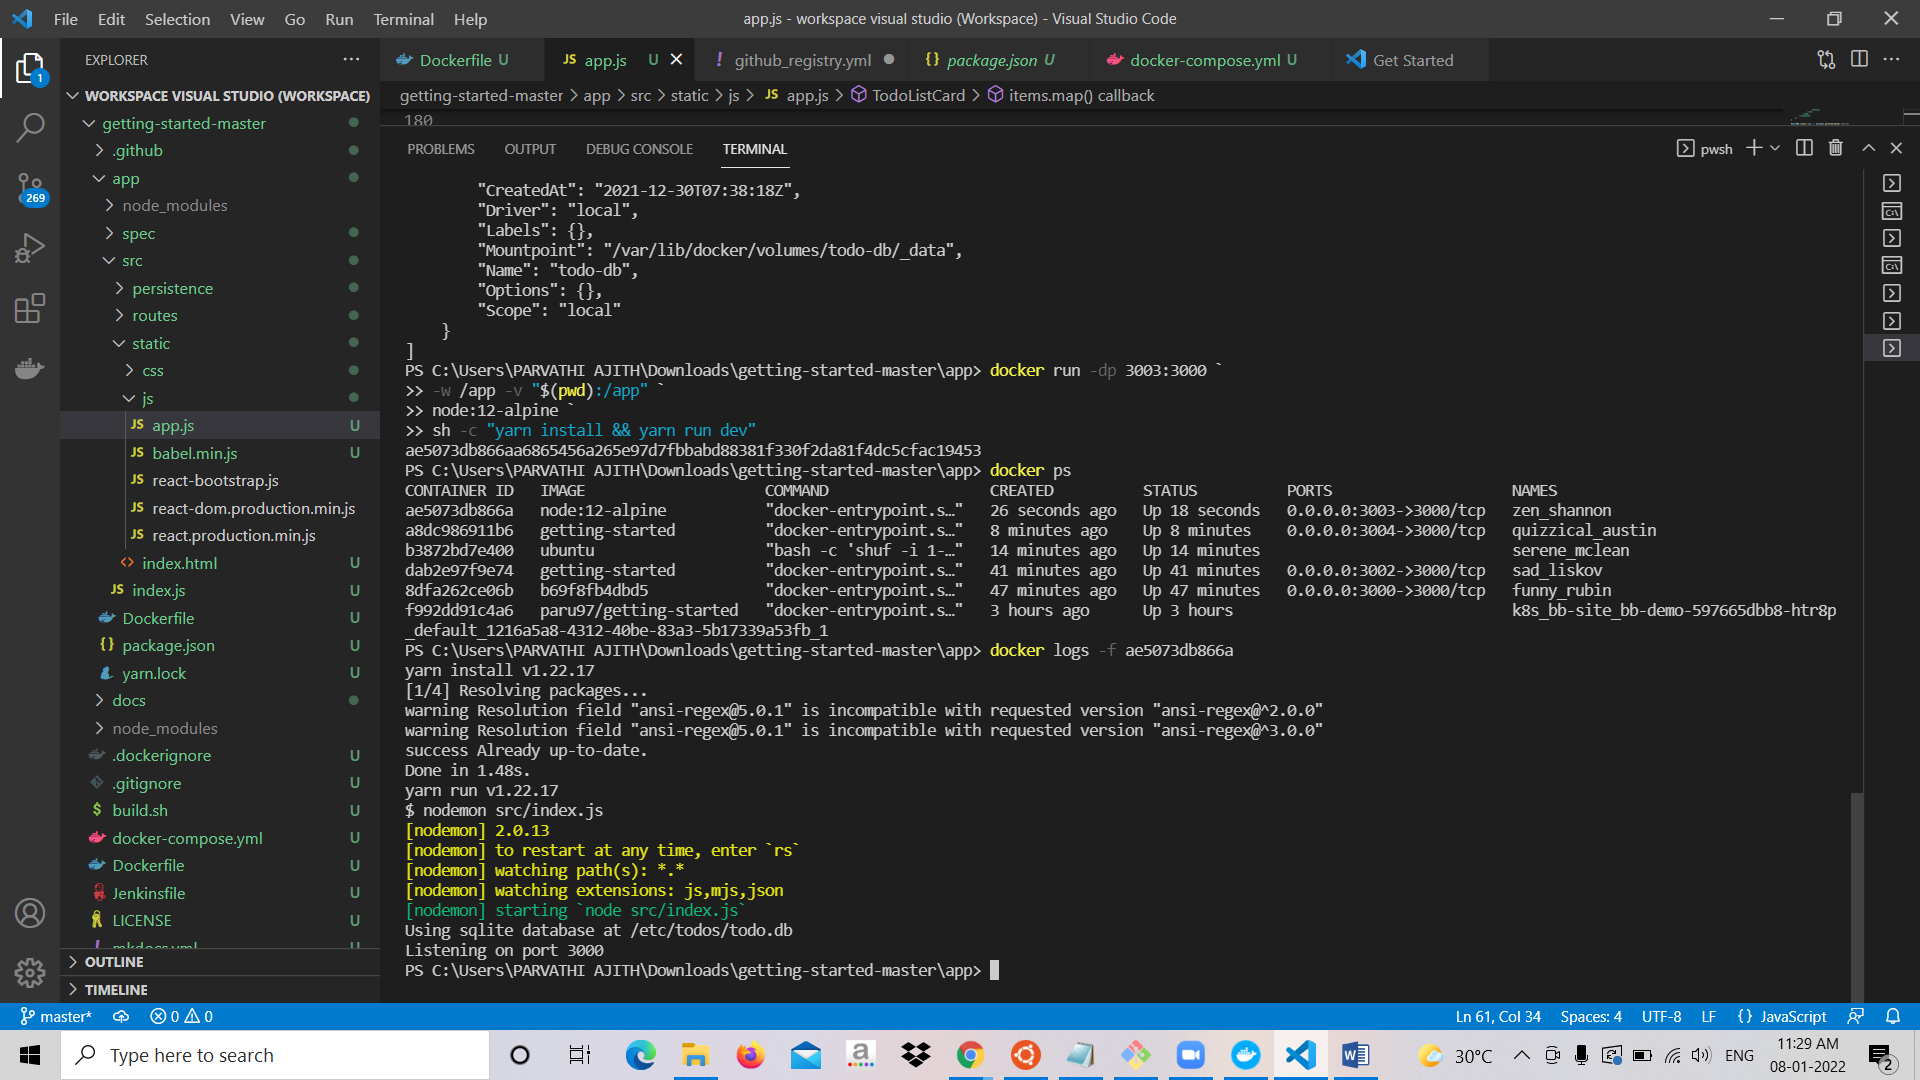 File Edit Selection View Go Run Terminal Help
app.js - workspace visual studio (Workspace) - Visual Studio Code
EXPLORER
WORKSPACE VISUAL STUDIO (WORKSPACE)
getting-started-master
.github
app
node_modules
spec
src
persistence
routes
static
css
js
JS app.js U
JS babel.min.js U
JS react-bootstrap.js
JS react-dom.production.min.js
JS react.production.min.js
<> index.html U
JS index.js U
Dockerfile U
{} package.json U
yarn.lock U
docs
node_modules
.dockerignore U
.gitignore U
$ build.sh U
docker-compose.yml U
Dockerfile U
Jenkinsfile U
LICENSE U
! mkdocs.yml U
OUTLINE
TIMELINE
1
269
Dockerfile U
JS app.js U
! github_registry.yml
{} package.json U
docker-compose.yml U
Get Started
getting-started-master > app > src > static > js > JS app.js > TodoListCard > items.map() callback
180
PROBLEMS OUTPUT DEBUG CONSOLE TERMINAL
pwsh
"CreatedAt": "2021-12-30T07:38:18Z",
"Driver": "local",
"Labels": {},
"Mountpoint": "/var/lib/docker/volumes/todo-db/_data",
"Name": "todo-db",
"Options": {},
"Scope": "local"
}
]
PS C:\Users\PARVATHI AJITH\Downloads\getting-started-master\app> docker run -dp 3003:3000 `
>> -w /app -v "$(pwd):/app" `
>> node:12-alpine `
>> sh -c "yarn install && yarn run dev"
ae5073db866aa6865456a265e97d7fbbabd88381f330f2da81f4dc5cfac19453
PS C:\Users\PARVATHI AJITH\Downloads\getting-started-master\app> docker ps
CONTAINER ID IMAGE COMMAND CREATED STATUS PORTS NAMES
ae5073db866a node:12-alpine "docker-entrypoint.s…" 26 seconds ago Up 18 seconds 0.0.0.0:3003->3000/tcp zen_shannon
a8dc986911b6 getting-started "docker-entrypoint.s…" 8 minutes ago Up 8 minutes 0.0.0.0:3004->3000/tcp quizzical_austin
b3872bd7e400 ubuntu "bash -c 'shuf -i 1-…" 14 minutes ago Up 14 minutes serene_mclean
dab2e97f9e74 getting-started "docker-entrypoint.s…" 41 minutes ago Up 41 minutes 0.0.0.0:3002->3000/tcp sad_liskov
8dfa262ce06b b69f8fb4dbd5 "docker-entrypoint.s…" 47 minutes ago Up 47 minutes 0.0.0.0:3000->3000/tcp funny_rubin
f992dd91c4a6 paru97/getting-started "docker-entrypoint.s…" 3 hours ago Up 3 hours k8s_bb-site_bb-demo-597665dbb8-htr8p
_default_1216a5a8-4312-40be-83a3-5b17339a53fb_1
PS C:\Users\PARVATHI AJITH\Downloads\getting-started-master\app> docker logs -f ae5073db866a
yarn install v1.22.17
[1/4] Resolving packages...
warning Resolution field "ansi-regex@5.0.1" is incompatible with requested version "ansi-regex@^2.0.0"
warning Resolution field "ansi-regex@5.0.1" is incompatible with requested version "ansi-regex@^3.0.0"
success Already up-to-date.
Done in 1.48s.
yarn run v1.22.17
$ nodemon src/index.js
[nodemon] 2.0.13
[nodemon] to restart at any time, enter `rs`
[nodemon] watching path(s): *.*
[nodemon] watching extensions: js,mjs,json
[nodemon] starting `node src/index.js`
Using sqlite database at /etc/todos/todo.db
Listening on port 3000
PS C:\Users\PARVATHI AJITH\Downloads\getting-started-master\app>
master* 0 0
Ln 61, Col 34 Spaces: 4 UTF-8 LF {} JavaScript
Type here to search
30°C ENG
11:29 AM
08-01-2022
2